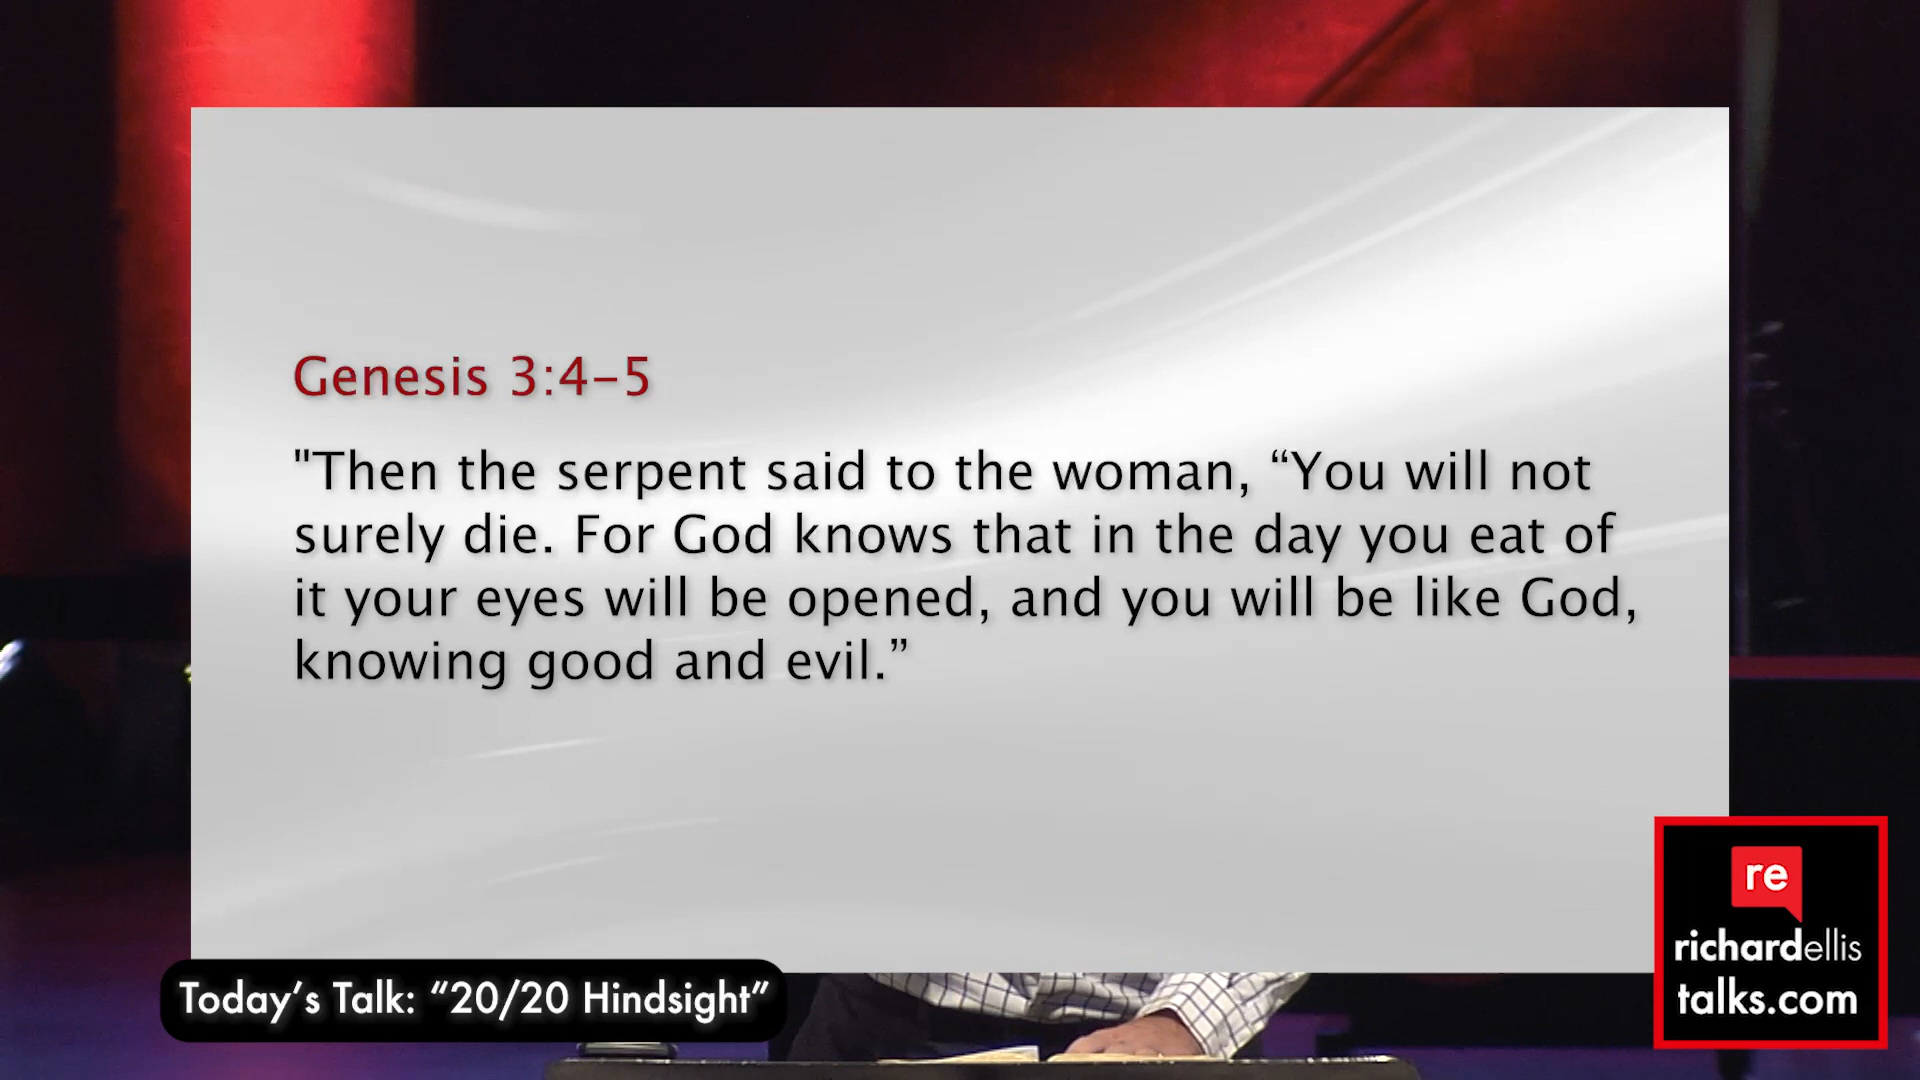 Genesis 3:4–5
"Then the serpent said to the woman, “You will not
surely die. For God knows that in the day you eat of
it your eyes will be opened, and you will be like God,
knowing good and evil.”
Today’s Talk: “20/20 Hindsight”
re
richardellis
talks.com